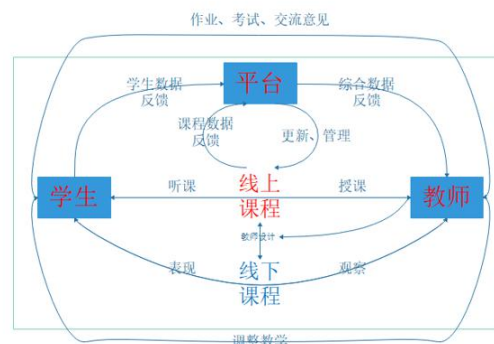 作业、考试、交流意见
学生数据
反馈
平台
综合数据
反馈
课程数据
反馈
更新、管理
学生
听课
线上
课程
授课
教师
教师设计
表现
线下
课程
观察
调整教学